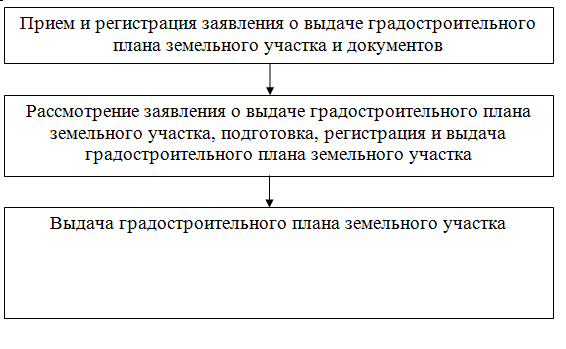 Прием и регистрация заявления о выдаче градостроительного
плана земельного участка и документов
Рассмотрение заявления о выдаче градостроительного плана
земельного участка, подготовка, регистрация и выдача
градостроительного плана земельного участка
Выдача градостроительного плана земельного участка